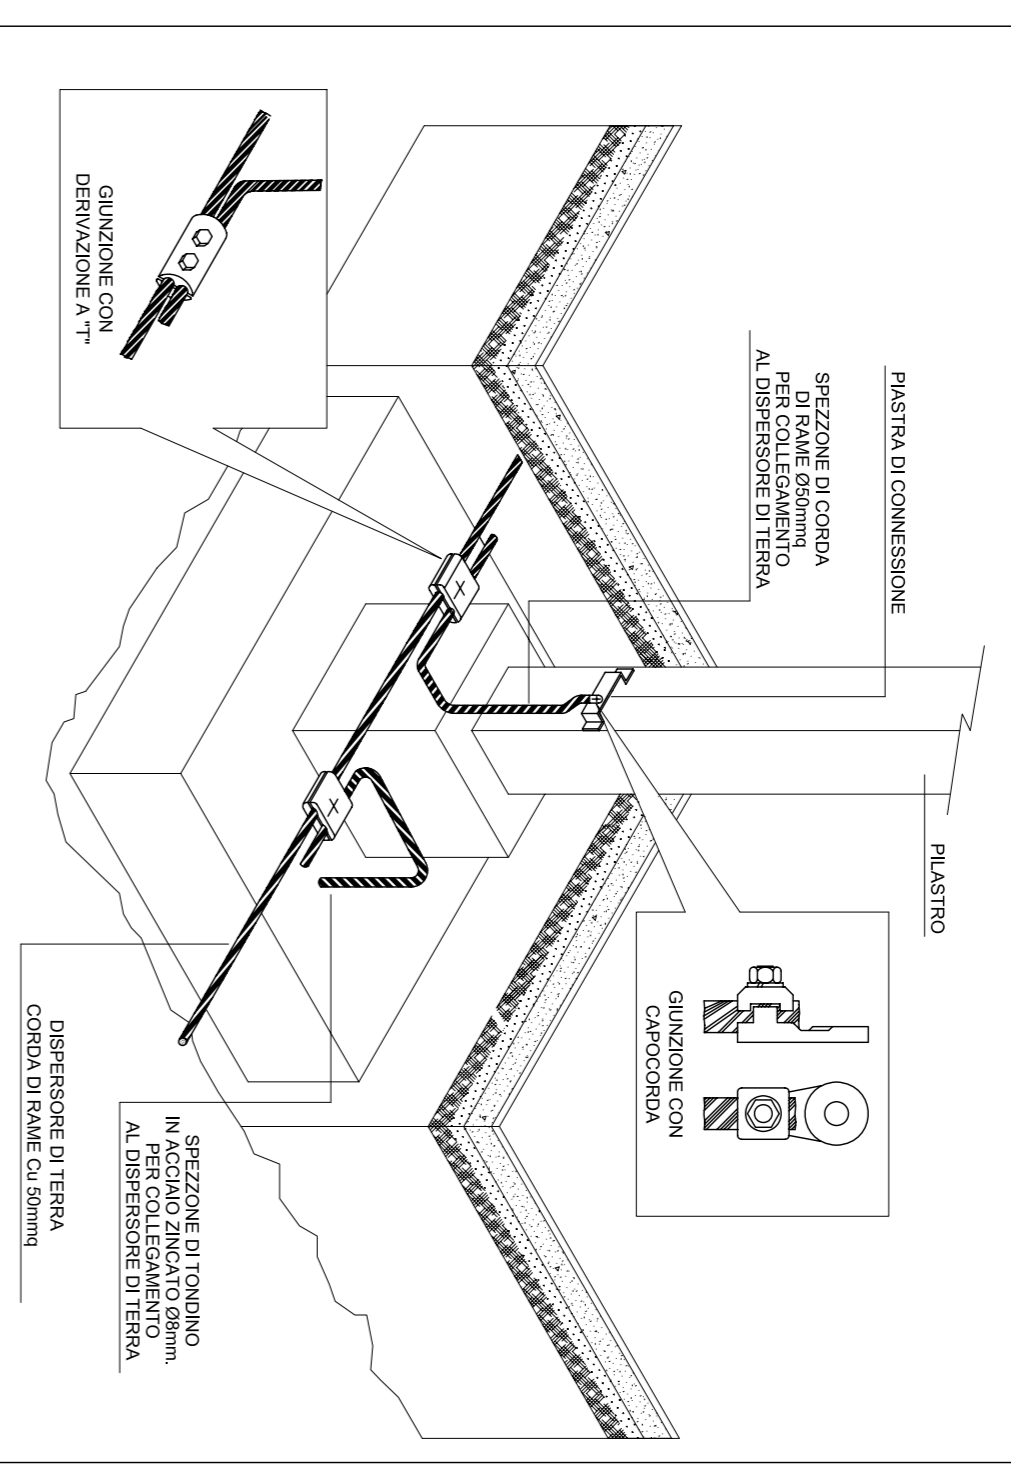 PIASTRA DI CONNESSIONE
SPEZZONE DI CORDA
DI RAME Ø50mmq
PER COLLEGAMENTO
AL DISPERSORE DI TERRA
GIUNZIONE CON
DERIVAZIONE A "T"
PILASTRO
GIUNZIONE CON
CAPOCORDA
SPEZZONE DI TONDINO
IN ACCIAIO ZINCATO Ø8mm.
PER COLLEGAMENTO
AL DISPERSORE DI TERRA
DISPERSORE DI TERRA
CORDA DI RAME Cu 50mmq